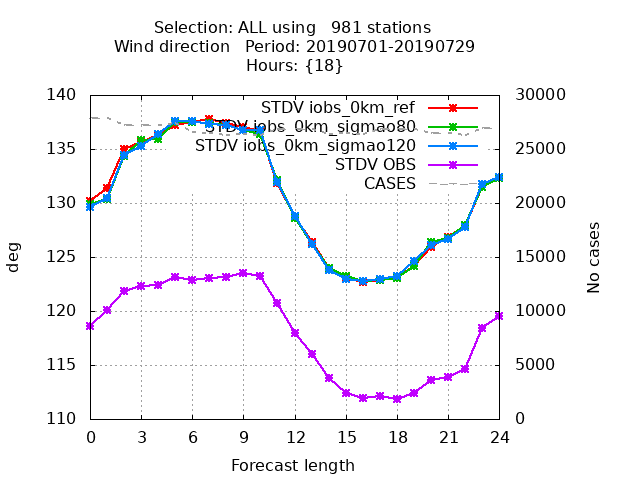 Selection: ALL using   981 stations
Wind direction   Period: 20190701-20190729
Hours: {18}
140
135
130
125
120
115
110
30000
25000
20000
15000
10000
5000
0
deg
No cases
STDV iobs_0km_ref
STDV iobs_0km_sigmao80
STDV iobs_0km_sigmao120
STDV OBS
CASES
0 3 6 9 12 15 18 21 24
Forecast length